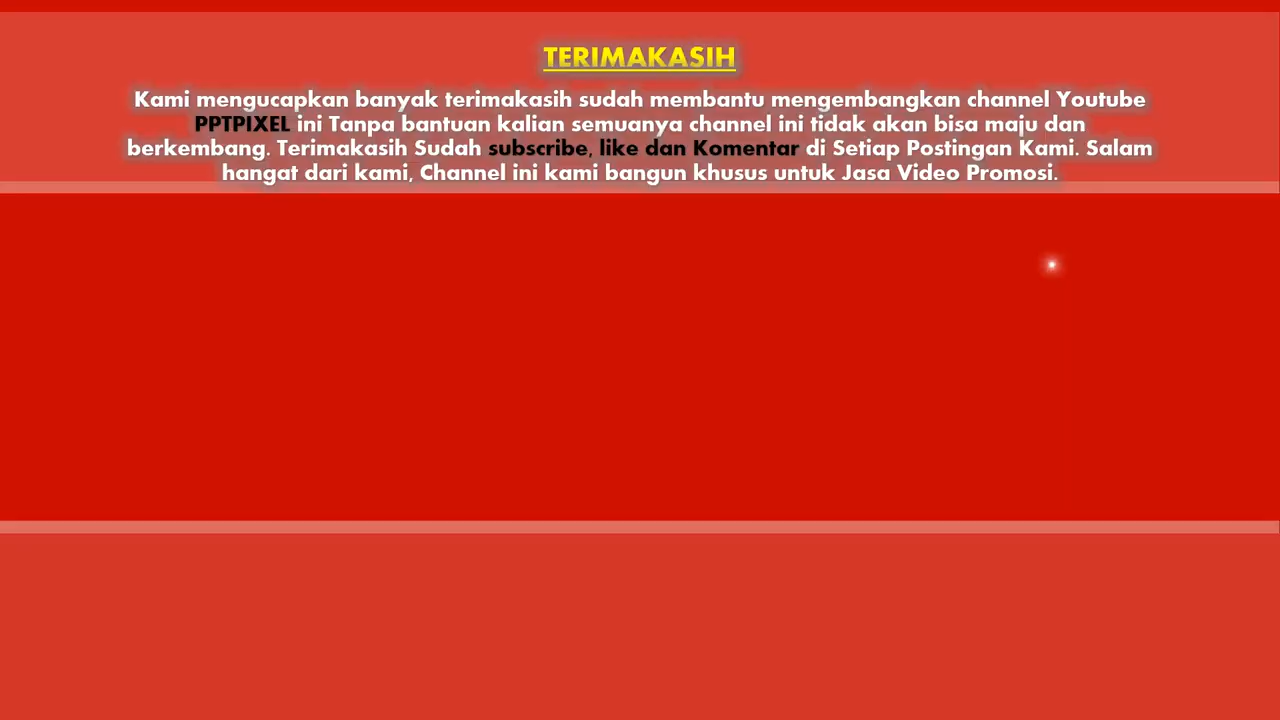 TERIMAKASIH
Kami mengucapkan banyak terimakasih sudah membantu mengembangkan channel Youtube
PPTPIXEL ini Tanpa bantuan kalian semuanya channel ini tidak akan bisa maju dan
berkembang. Terimakasih Sudah subscribe, like dan Komentar di Setiap Postingan Kami. Salam
hangat dari kami, Channel ini kami bangun khusus untuk Jasa Video Promosi.